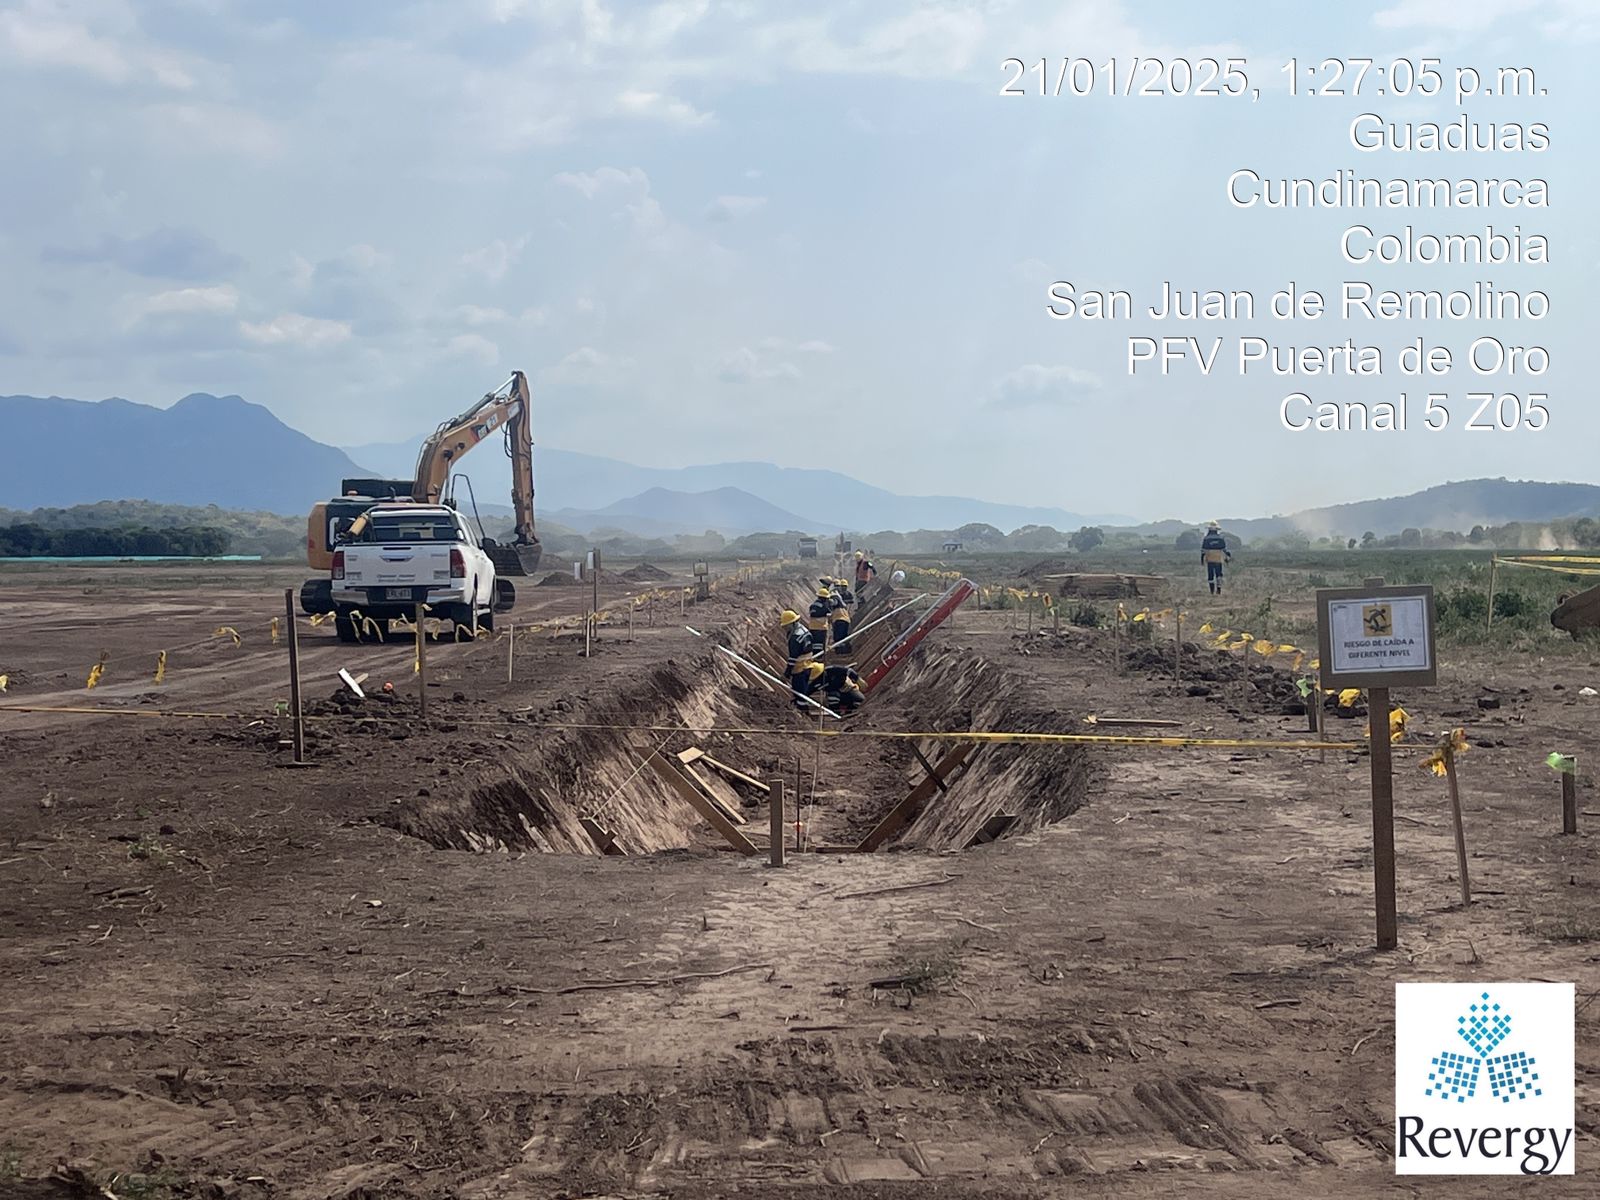 21/01/2025, 1:27:05 p.m.
Guaduas
Cundinamarca
Colombia
San Juan de Remolino
PFV Puerta de Oro
Canal 5 Z05
RIESGO DE CAÍDA A
DIFERENTE NIVEL
Revergy